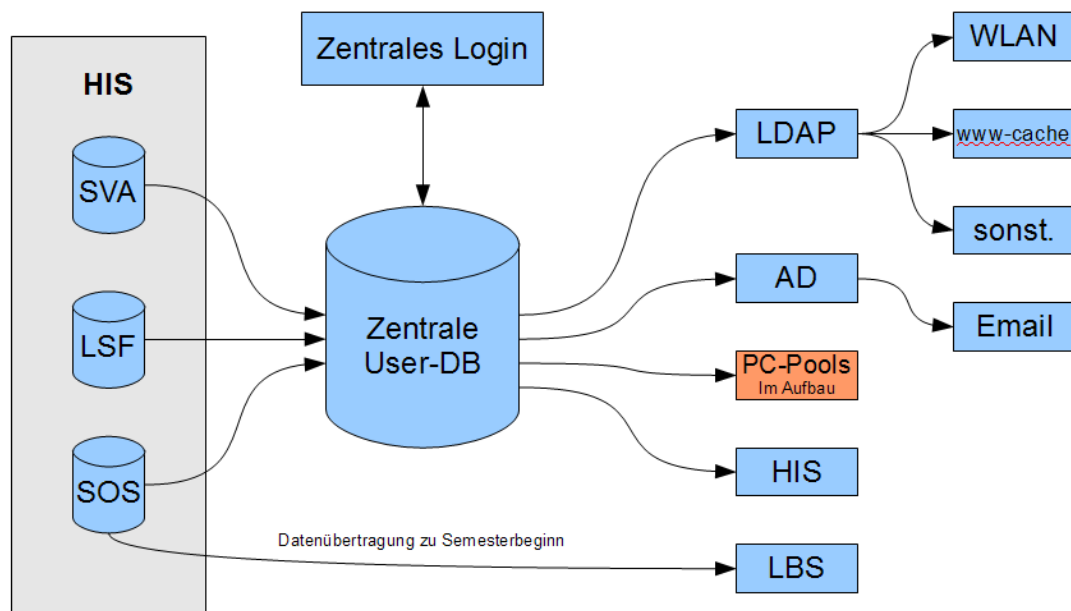 Zentrales Login
WLAN
HIS
LDAP
www-cache
SVA
sonst.
AD
Zentrale
User-DB
LSF
Email
PC-Pools
Im Aufbau
HIS
SOS
Datenübertragung zu Semesterbeginn
LBS